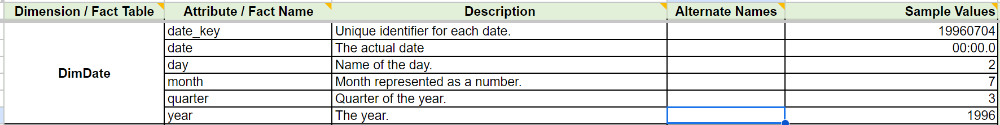 Dimension / Fact Table Attribute / Fact Name Description Alternate Names Sample Values
DimDate
date_key Unique identifier for each date. 19960704
date The actual date 00:00.0
day Name of the day. 2
month Month represented as a number. 7
quarter Quarter of the year. 3
year The year. 1996